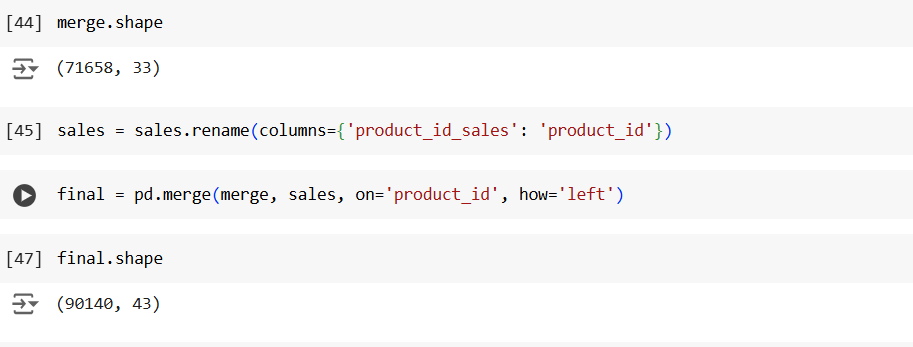 [44] merge.shape
(71658, 33)
[45] sales = sales.rename(columns={'product_id_sales': 'product_id'})
final = pd.merge(merge, sales, on='product_id', how='left')
[47] final.shape
(90140, 43)